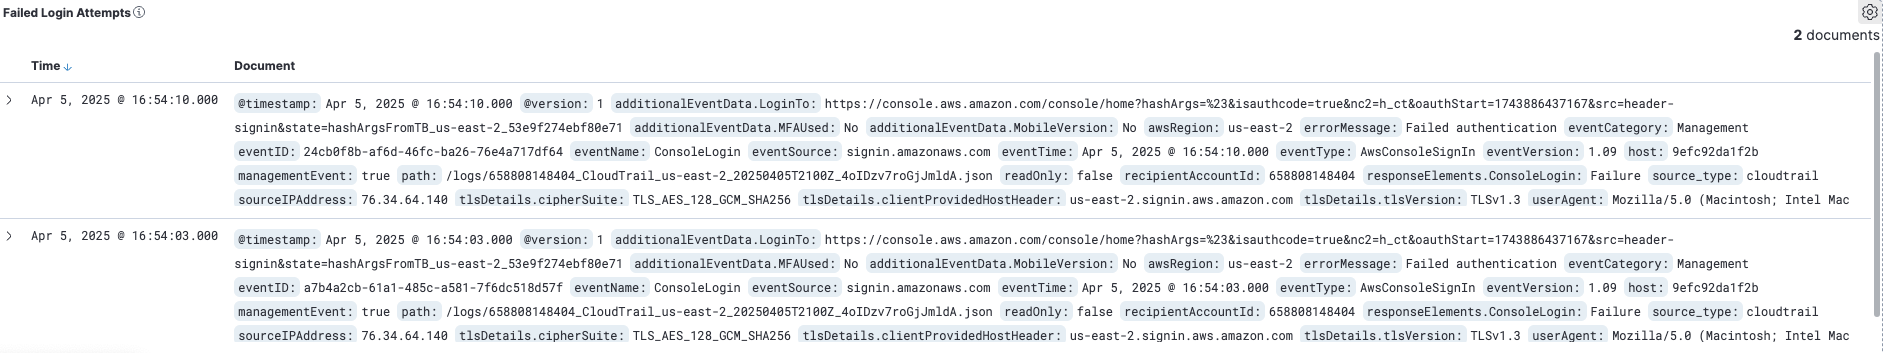 Failed Login Attempts
2 documents
Time Document
Apr 5, 2025 @ 16:54:10.000 @timestamp: Apr 5, 2025 @ 16:54:10.000 @version: 1 additionalEventData.LoginTo: https://console.aws.amazon.com/console/home?hashArgs=%23&isauthcode=true&nc2=h_ct&oauthStart=1743886437167&src=header-
signin&state=hashArgsFromTB_us-east-2_53e9f274ebf80e71 additionalEventData.MFAUsed: No additionalEventData.MobileVersion: No awsRegion: us-east-2 errorMessage: Failed authentication eventCategory: Management
eventID: 24cb0f8b-af6d-46fc-ba26-76e4a717df64 eventName: ConsoleLogin eventSource: signin.amazonaws.com eventTime: Apr 5, 2025 @ 16:54:10.000 eventType: AwsConsoleSignIn eventVersion: 1.09 host: 9efc92da1f2b
managementEvent: true path: /logs/658808148404_CloudTrail_us-east-2_20250405T2100Z_4oIDzv7roGjJmldA.json readOnly: false recipientAccountId: 658808148404 responseElements.ConsoleLogin: Failure source_type: cloudtrail
sourceIPAddress: 76.34.64.140 tlsDetails.cipherSuite: TLS_AES_128_GCM_SHA256 tlsDetails.clientProvidedHostHeader: us-east-2.signin.aws.amazon.com tlsDetails.tlsVersion: TLSv1.3 userAgent: Mozilla/5.0 (Macintosh; Intel Mac
Apr 5, 2025 @ 16:54:03.000 @timestamp: Apr 5, 2025 @ 16:54:03.000 @version: 1 additionalEventData.LoginTo: https://console.aws.amazon.com/console/home?hashArgs=%23&isauthcode=true&nc2=h_ct&oauthStart=1743886437167&src=header-
signin&state=hashArgsFromTB_us-east-2_53e9f274ebf80e71 additionalEventData.MFAUsed: No additionalEventData.MobileVersion: No awsRegion: us-east-2 errorMessage: Failed authentication eventCategory: Management
eventID: a7b4a2cb-61a1-485c-a581-7f6dc518d57f eventName: ConsoleLogin eventSource: signin.amazonaws.com eventTime: Apr 5, 2025 @ 16:54:03.000 eventType: AwsConsoleSignIn eventVersion: 1.09 host: 9efc92da1f2b
managementEvent: true path: /logs/658808148404_CloudTrail_us-east-2_20250405T2100Z_4oIDzv7roGjJmldA.json readOnly: false recipientAccountId: 658808148404 responseElements.ConsoleLogin: Failure source_type: cloudtrail
sourceIPAddress: 76.34.64.140 tlsDetails.cipherSuite: TLS_AES_128_GCM_SHA256 tlsDetails.clientProvidedHostHeader: us-east-2.signin.aws.amazon.com tlsDetails.tlsVersion: TLSv1.3 userAgent: Mozilla/5.0 (Macintosh; Intel Mac